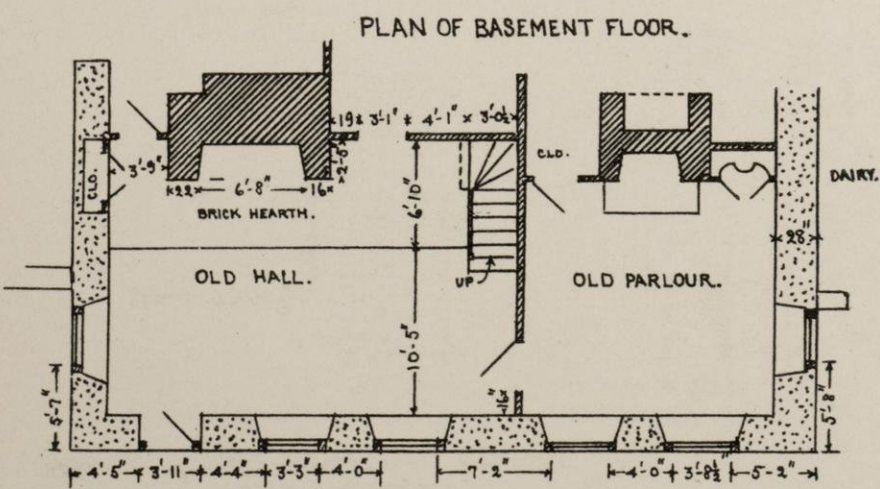 PLAN OF BASEMENT FLOOR.
19" 3'-1" 4'-1" 3'-0½"
CLD.
CLD.
3'-9"
2'-8"
22" 6'-8" 16"
BRICK HEARTH.
6'-10"
DAIRY.
28"
OLD HALL.
UP
OLD PARLOUR.
10'-5"
5'-7"
16"
5'-8"
4'-5" 3'-11" 4'-4" 3'-3" 4'-0" 7'-2" 4'-0" 3'-8½" 5'-2"